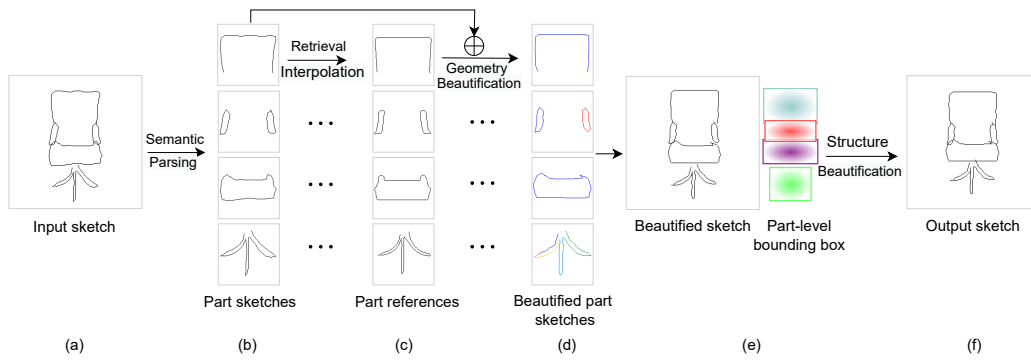 Retrieval
Interpolation
Geometry
Beautification
Semantic
Parsing
•••
•••
•••
•••
•••
•••
Structure
Beautification
Input sketch
Part sketches
Part references
Beautified part
sketches
Beautified sketch
Part-level
bounding box
Output sketch
(a)
(b)
(c)
(d)
(e)
(f)